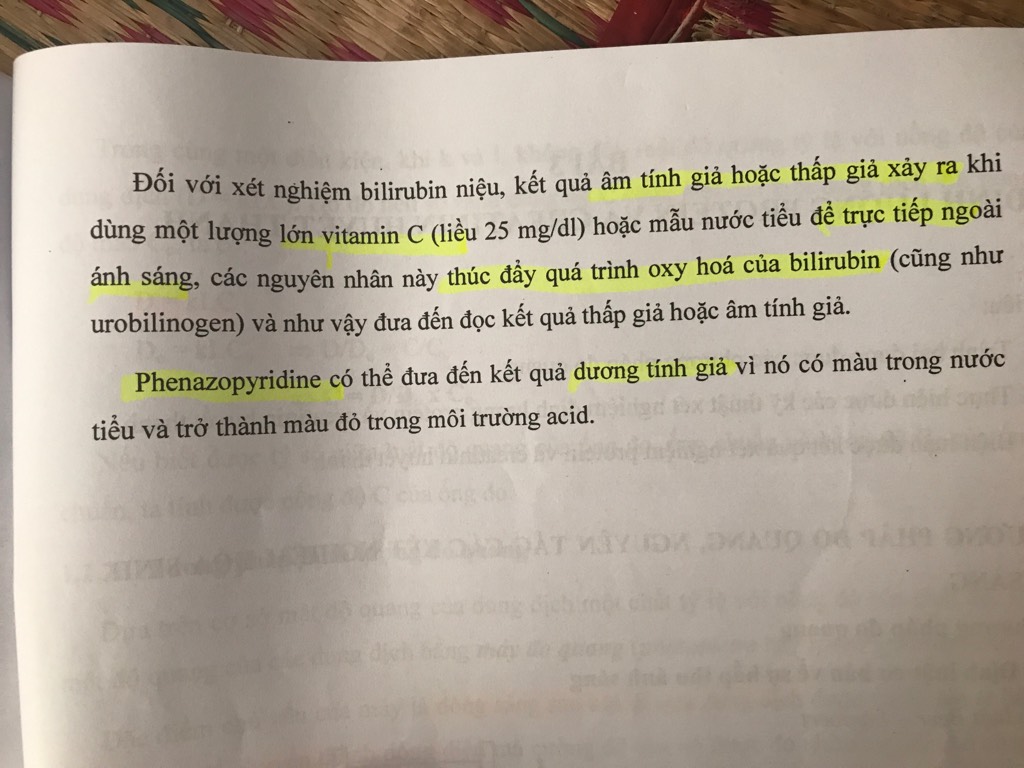 Đối với xét nghiệm bilirubin niệu, kết quả âm tính giả hoặc thấp giả xảy ra khi
dùng một lượng lớn vitamin C (liều 25 mg/dl) hoặc mẫu nước tiểu để trực tiếp ngoài
ánh sáng, các nguyên nhân này thúc đẩy quá trình oxy hoá của bilirubin (cũng như
urobilinogen) và như vậy đưa đến đọc kết quả thấp giả hoặc âm tính giả.
Phenazopyridine có thể đưa đến kết quả dương tính giả vì nó có màu trong nước
tiểu và trở thành màu đỏ trong môi trường acid.